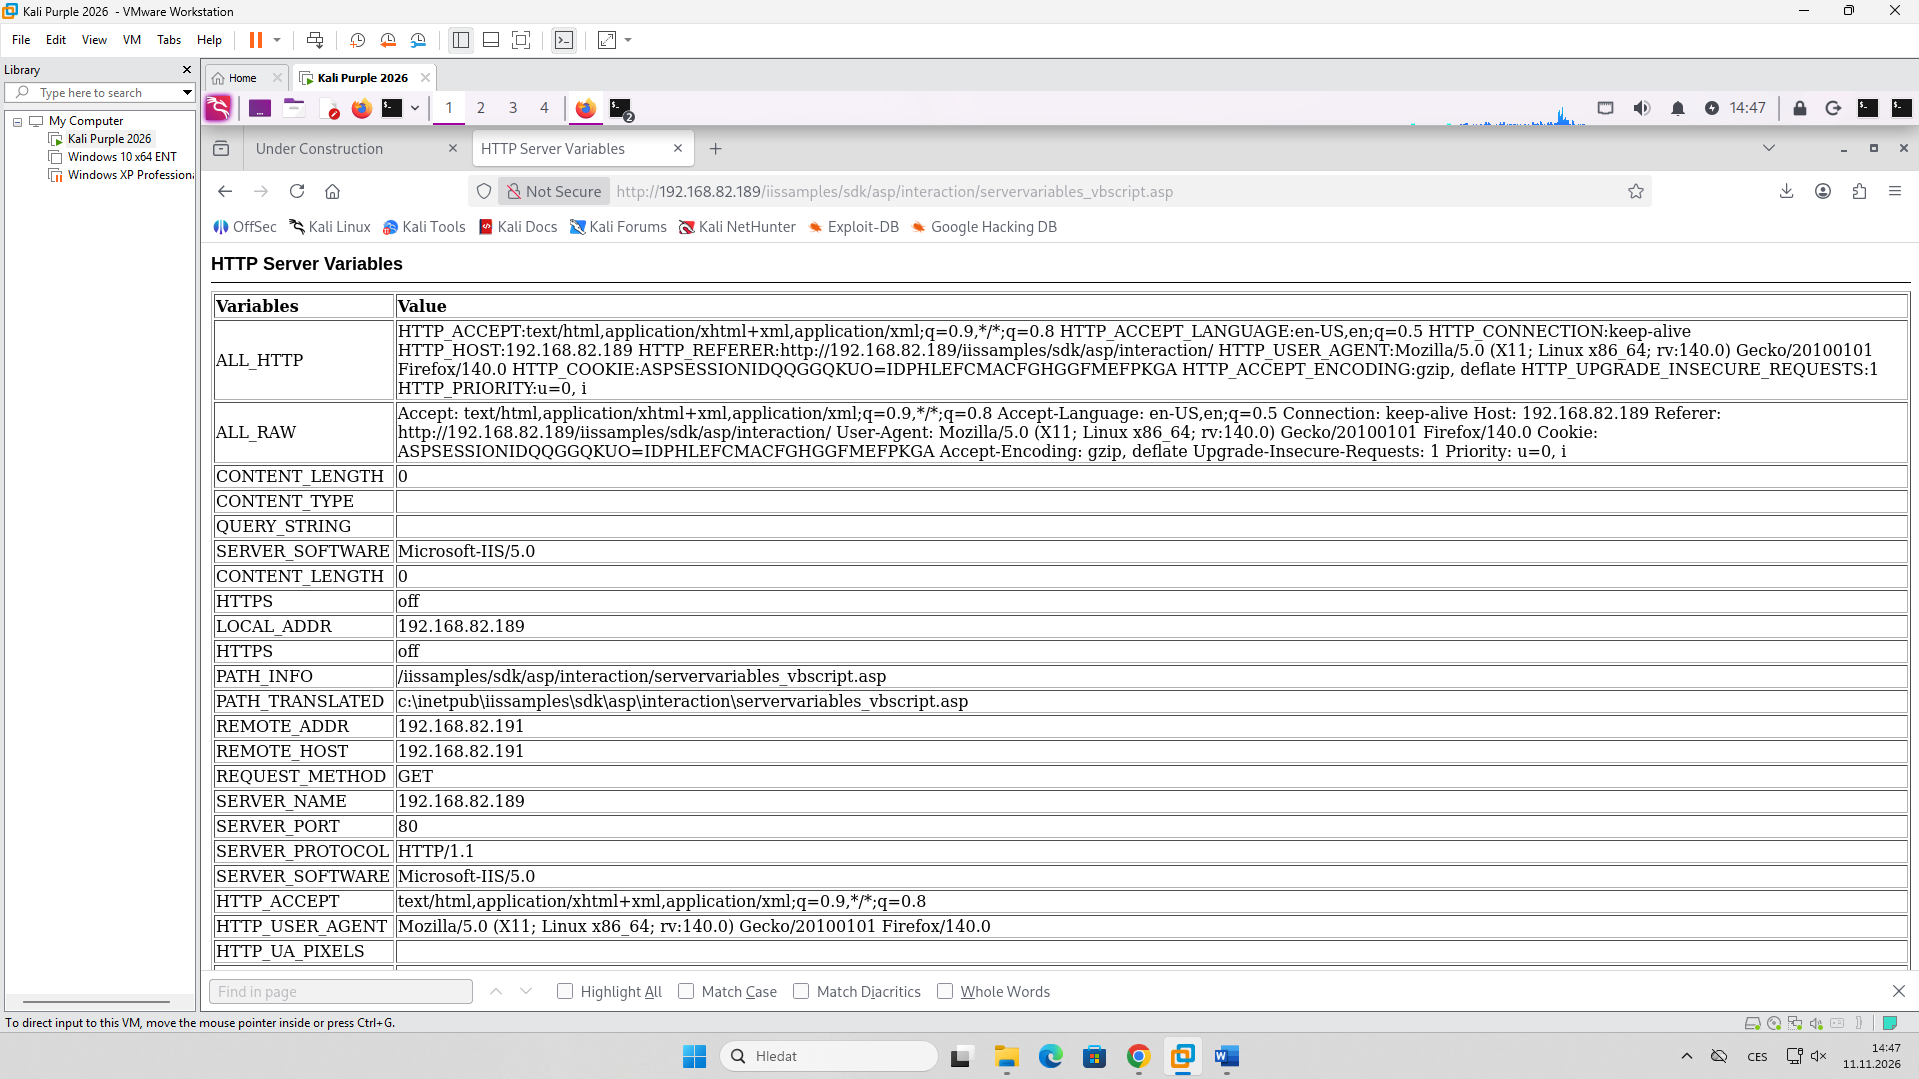 Kali Purple 2026 - VMware Workstation
File Edit View VM Tabs Help
Library
Home
Kali Purple 2026
Type here to search
My Computer
Kali Purple 2026
Windows 10 x64 ENT
Windows XP Professiona
1 2 3 4
2
14:47
Under Construction
HTTP Server Variables
Not Secure
http://192.168.82.189/iissamples/sdk/asp/interaction/servervariables_vbscript.asp
OffSec Kali Linux Kali Tools Kali Docs Kali Forums Kali NetHunter Exploit-DB Google Hacking DB
HTTP Server Variables
Variables Value
ALL_HTTP
HTTP_ACCEPT:text/html,application/xhtml+xml,application/xml;q=0.9,*/*;q=0.8 HTTP_ACCEPT_LANGUAGE:en-US,en;q=0.5 HTTP_CONNECTION:keep-alive
HTTP_HOST:192.168.82.189 HTTP_REFERER:http://192.168.82.189/iissamples/sdk/asp/interaction/ HTTP_USER_AGENT:Mozilla/5.0 (X11; Linux x86_64; rv:140.0) Gecko/20100101
Firefox/140.0 HTTP_COOKIE:ASPSESSIONIDQQGGQKUO=IDPHLEFCMACFGHGGFMEFPKGA HTTP_ACCEPT_ENCODING:gzip, deflate HTTP_UPGRADE_INSECURE_REQUESTS:1
HTTP_PRIORITY:u=0, i
ALL_RAW
Accept: text/html,application/xhtml+xml,application/xml;q=0.9,*/*;q=0.8 Accept-Language: en-US,en;q=0.5 Connection: keep-alive Host: 192.168.82.189 Referer:
http://192.168.82.189/iissamples/sdk/asp/interaction/ User-Agent: Mozilla/5.0 (X11; Linux x86_64; rv:140.0) Gecko/20100101 Firefox/140.0 Cookie:
ASPSESSIONIDQQGGQKUO=IDPHLEFCMACFGHGGFMEFPKGA Accept-Encoding: gzip, deflate Upgrade-Insecure-Requests: 1 Priority: u=0, i
CONTENT_LENGTH 0
CONTENT_TYPE
QUERY_STRING
SERVER_SOFTWARE Microsoft-IIS/5.0
CONTENT_LENGTH 0
HTTPS off
LOCAL_ADDR 192.168.82.189
HTTPS off
PATH_INFO /iissamples/sdk/asp/interaction/servervariables_vbscript.asp
PATH_TRANSLATED c:\inetpub\iissamples\sdk\asp\interaction\servervariables_vbscript.asp
REMOTE_ADDR 192.168.82.191
REMOTE_HOST 192.168.82.191
REQUEST_METHOD GET
SERVER_NAME 192.168.82.189
SERVER_PORT 80
SERVER_PROTOCOL HTTP/1.1
SERVER_SOFTWARE Microsoft-IIS/5.0
HTTP_ACCEPT text/html,application/xhtml+xml,application/xml;q=0.9,*/*;q=0.8
HTTP_USER_AGENT Mozilla/5.0 (X11; Linux x86_64; rv:140.0) Gecko/20100101 Firefox/140.0
HTTP_UA_PIXELS
Find in page
Highlight All Match Case Match Diacritics Whole Words
To direct input to this VM, move the mouse pointer inside or press Ctrl+G.
Hledat
CES
14:47
11.11.2026